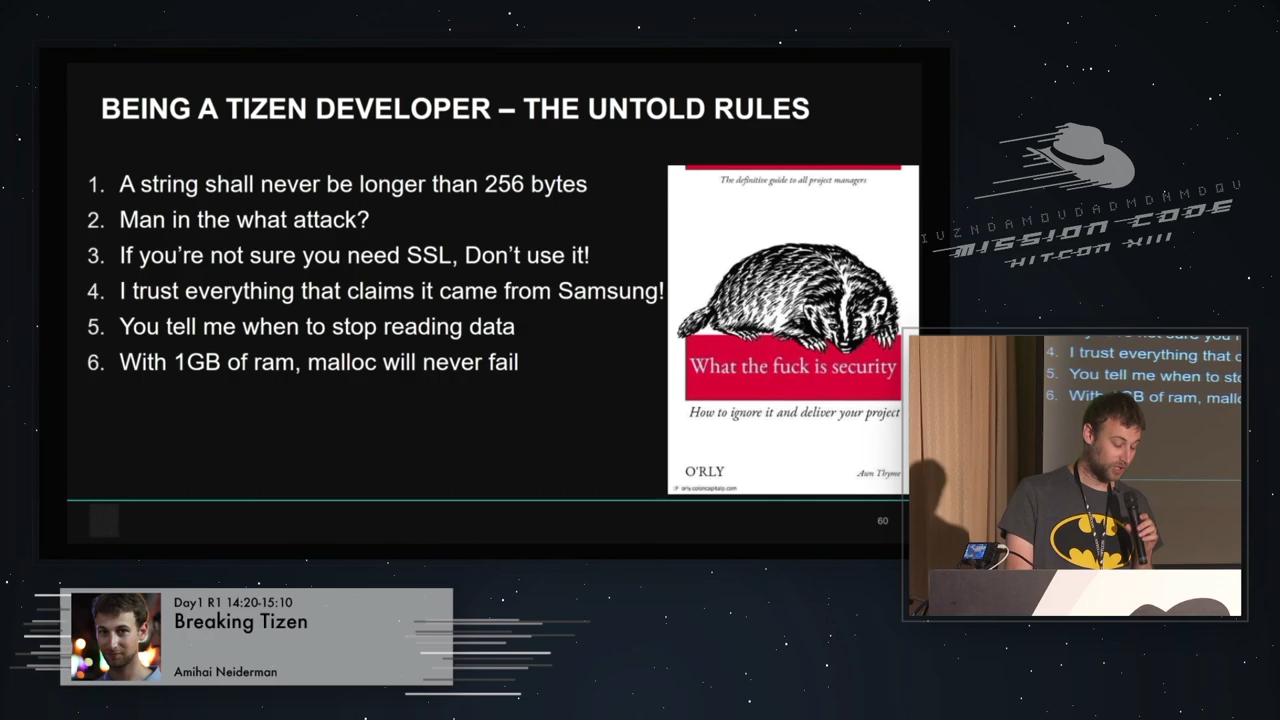 BEING A TIZEN DEVELOPER – THE UNTOLD RULES
1. A string shall never be longer than 256 bytes
2. Man in the what attack?
3. If you're not sure you need SSL, Don't use it!
4. I trust everything that claims it came from Samsung!
5. You tell me when to stop reading data
6. With 1GB of ram, malloc will never fail
The definitive guide to all project managers
What the fuck is security
How to ignore it and deliver your project
O'RLY
Awn Thyme
orly.coloncapitalp.com
60
MISSION CODE
HITCON XIII
4. I trust everything that c
5. You tell me when to sto
6. With 1GB of ram, mallo
Day1 R1 14:20-15:10
Breaking Tizen
Amihai Neiderman